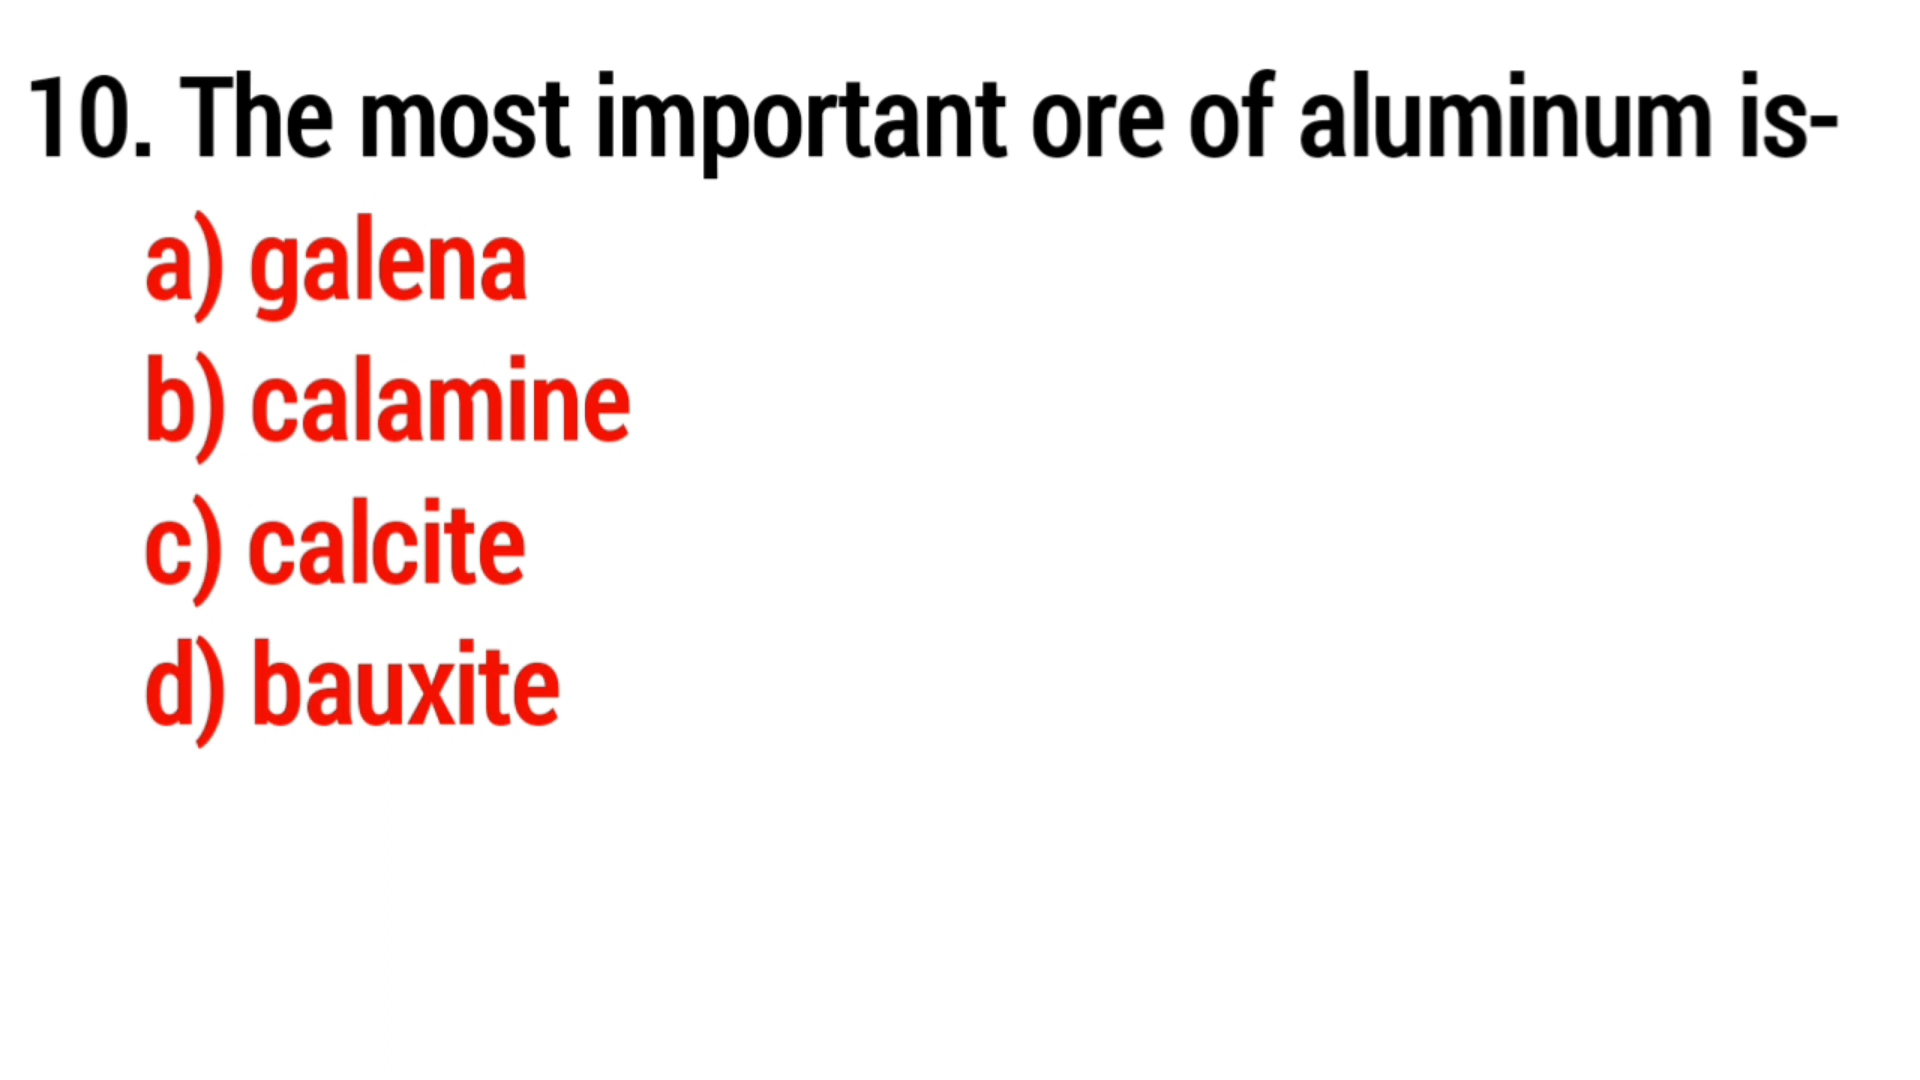 10. The most important ore of aluminum is-
a) galena
b) calamine
c) calcite
d) bauxite